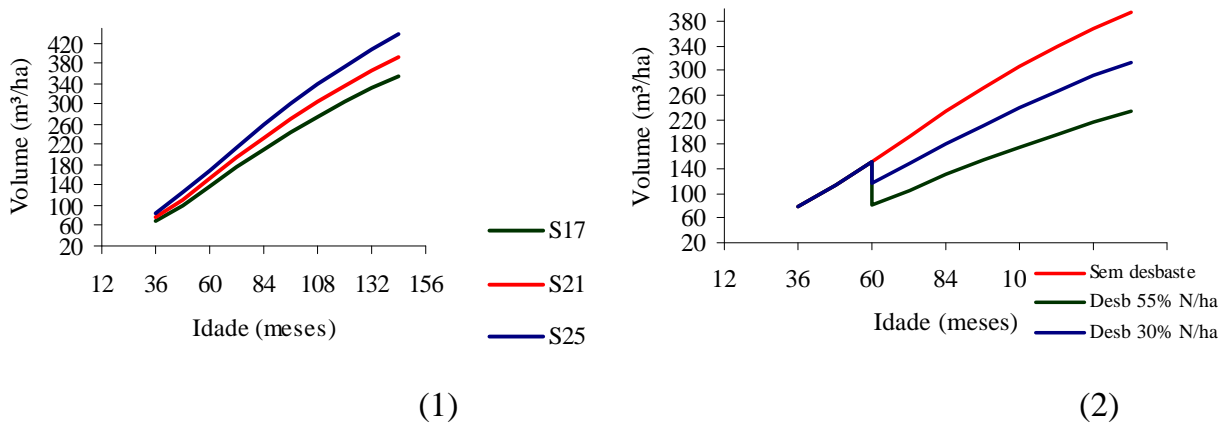 Volume (m³/ha)
420
380
340
300
260
220
180
140
100
60
20
12 36 60 84 108 132 156
Idade (meses)
S17
S21
S25
(1)
Volume (m³/ha)
380
340
300
260
220
180
140
100
60
20
12 36 60 84 10
Idade (meses)
Sem desbaste
Desb 55% N/ha
Desb 30% N/ha
(2)